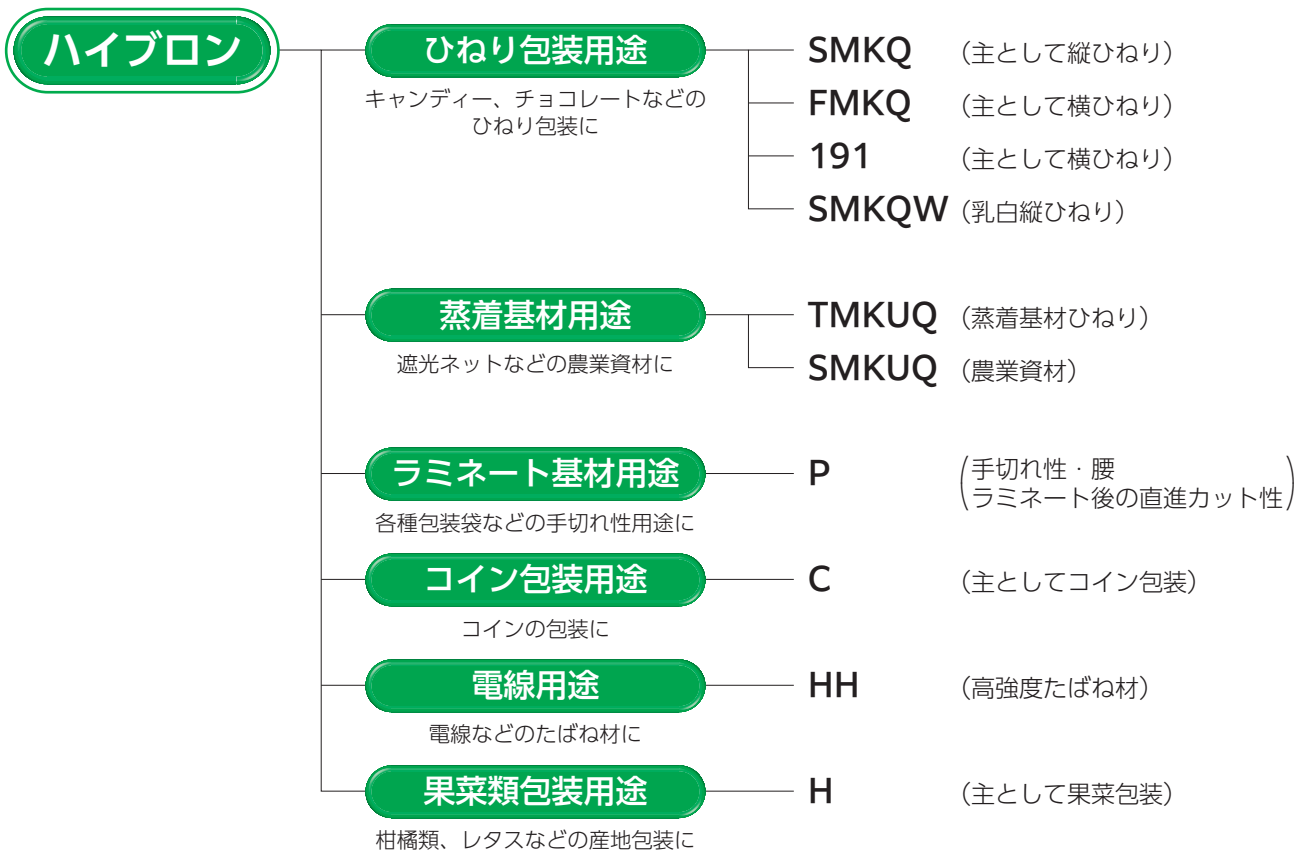 ハイブロン
ひねり包装用途
キャンディー、チョコレートなどの
ひねり包装に
SMKQ （主として縦ひねり）
FMKQ （主として横ひねり）
191 （主として横ひねり）
SMKQW （乳白縦ひねり）
蒸着基材用途
遮光ネットなどの農業資材に
TMKUQ （蒸着基材ひねり）
SMKUQ （農業資材）
ラミネート基材用途
各種包装袋などの手切れ性用途に
P （手切れ性・腰
ラミネート後の直進カット性）
コイン包装用途
コインの包装に
C （主としてコイン包装）
電線用途
電線などのたばね材に
HH （高強度たばね材）
果菜類包装用途
柑橘類、レタスなどの産地包装に
H （主として果菜包装）